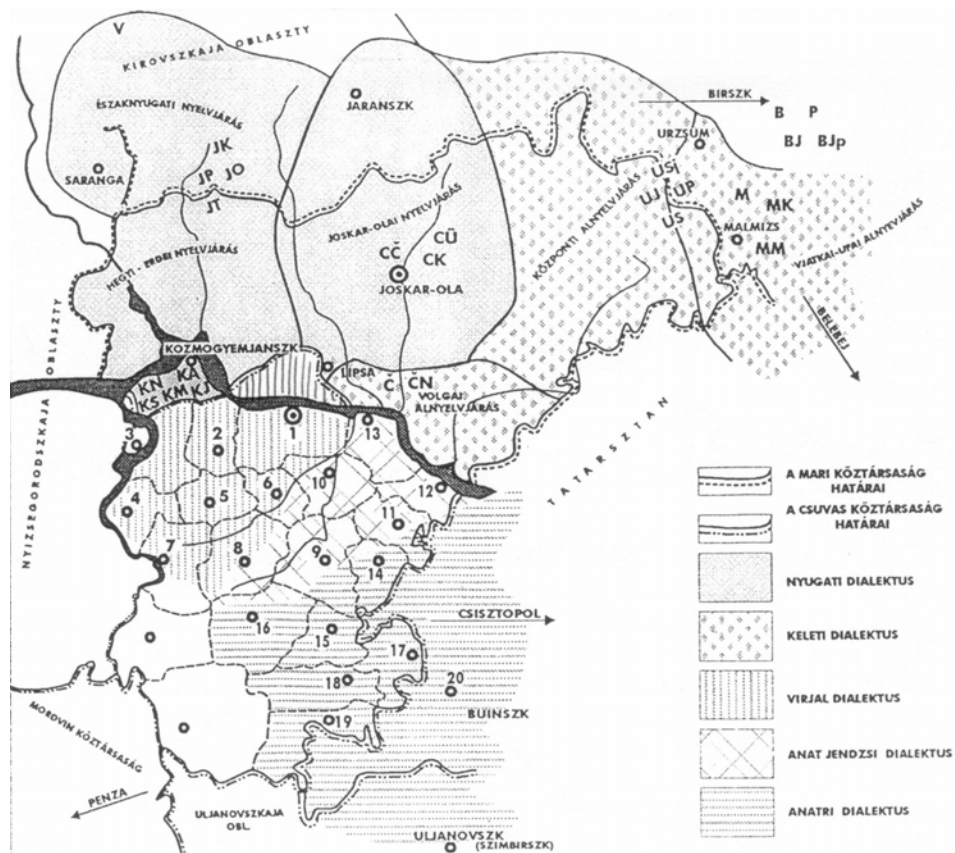 V
KIROVSZKAJA OBLASZTY
ÉSZAKNYUGATI NYELVJÁRÁS
JARANSZK
BIRSZK
B P
BJ BJp
URZSUM
SARANGA
JK
JP JO
JT
USi
UJ UP
US
M MK
MALMIZS
MM
JOSKAR-OLAI NYELVJÁRÁS
KÖZPONTI ALNYELVJÁRÁS
VJATKAI-UFAI ALNYELVJÁRÁS
HEGYI-ERDEI NYELVJÁRÁS
CÜ
CČ CK
JOSKAR-OLA
BELEBEJ
NYIZSEGORODSZKAJA OBLASZTY
KOZMOGYEMJANSZK
KN KA
KS KM KJ
LIPSA
C ČN
VOLGAI
ALNYELVJÁRÁS
TATARSZTAN
1
2
3
4
5
6
7
8
9
10
11
12
13
14
15
16
17
18
19
20
CSISZTOPOL
BUINSZK
MORDVIN KÖZTÁRSASÁG
PENZA
ULJANOVSZKAJA
OBL.
ULJANOVSZK
(SZIMBIRSZK)
A MARI KÖZTÁRSASÁG
HATÁRAI
A CSUVAS KÖZTÁRSASÁG
HATÁRAI
NYUGATI DIALEKTUS
KELETI DIALEKTUS
VIRJAL DIALEKTUS
ANAT JENDZSI DIALEKTUS
ANATRI DIALEKTUS